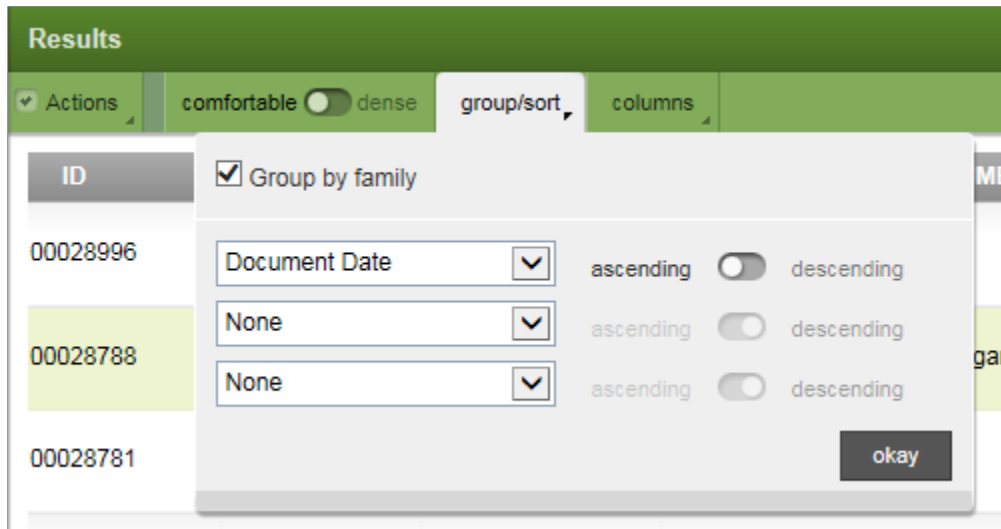 Results
Actions comfortable dense group/sort columns
ID
Group by family
00028996
Document Date ascending descending
None ascending descending
00028788
None ascending descending
00028781
okay